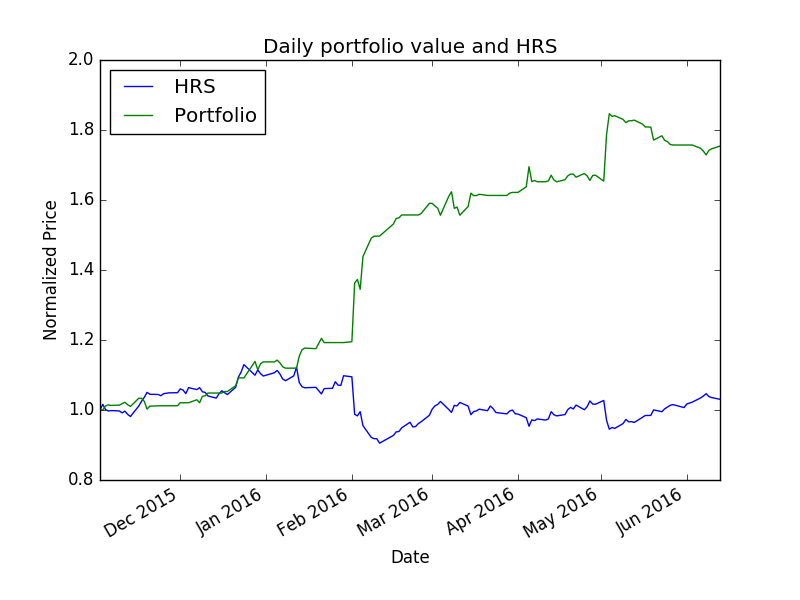 Daily portfolio value and HRS
2.0
1.8
1.6
1.4
1.2
1.0
0.8
HRS
Portfolio
Normalized Price
Dec 2015
Jan 2016
Feb 2016
Mar 2016
Apr 2016
May 2016
Jun 2016
Date